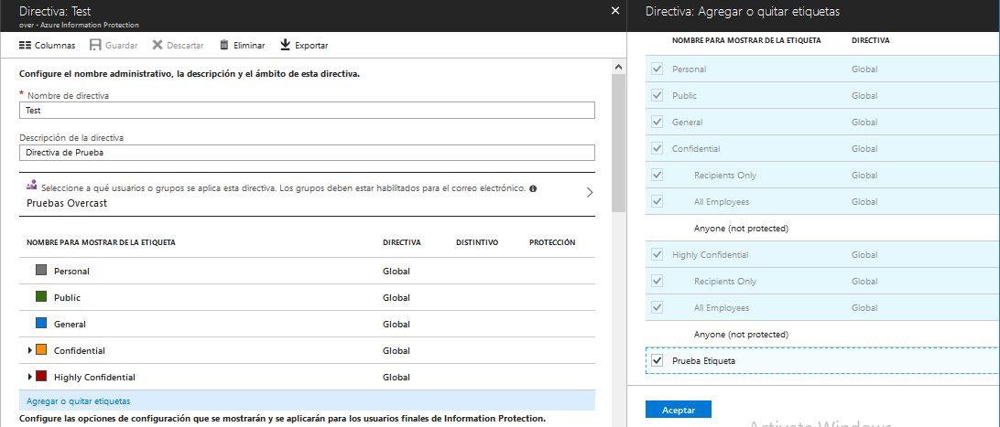 Directiva: Test
over - Azure Information Protection
Columnas Guardar Descartar Eliminar Exportar
Configure el nombre administrativo, la descripción y el ámbito de esta directiva.
* Nombre de directiva
Test
Descripción de la directiva
Directiva de Prueba
Seleccione a qué usuarios o grupos se aplica esta directiva. Los grupos deben estar habilitados para el correo electrónico.
Pruebas Overcast
NOMBRE PARA MOSTRAR DE LA ETIQUETA DIRECTIVA DISTINTIVO PROTECCIÓN
Personal Global
Public Global
General Global
Confidential Global
Highly Confidential Global
Agregar o quitar etiquetas
Configure las opciones de configuración que se mostrarán y se aplicarán para los usuarios finales de Information Protection.
Directiva: Agregar o quitar etiquetas
NOMBRE PARA MOSTRAR DE LA ETIQUETA DIRECTIVA
Personal Global
Public Global
General Global
Confidential Global
Recipients Only Global
All Employees Global
Anyone (not protected)
Highly Confidential Global
Recipients Only Global
All Employees Global
Anyone (not protected)
Prueba Etiqueta
Aceptar
Activate Windows